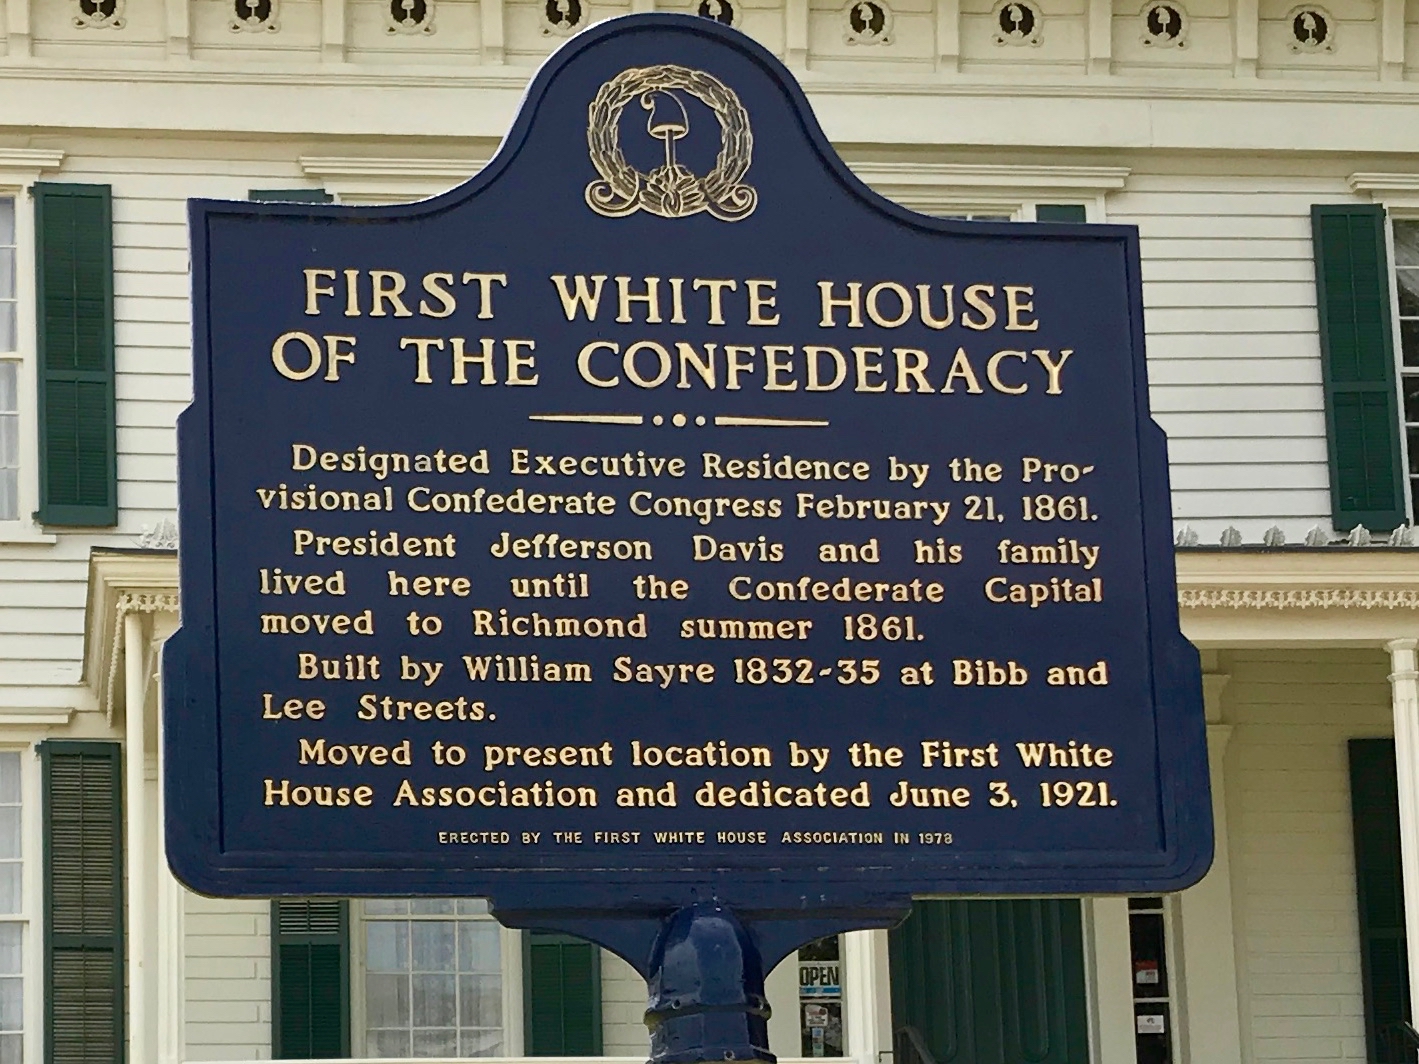 FIRST WHITE HOUSE
OF THE CONFEDERACY
Designated Executive Residence by the Pro-
visional Confederate Congress February 21, 1861.
President Jefferson Davis and his family
lived here until the Confederate Capital
moved to Richmond summer 1861.
Built by William Sayre 1832-35 at Bibb and
Lee Streets.
Moved to present location by the First White
House Association and dedicated June 3, 1921.
ERECTED BY THE FIRST WHITE HOUSE ASSOCIATION IN 1978
OPEN